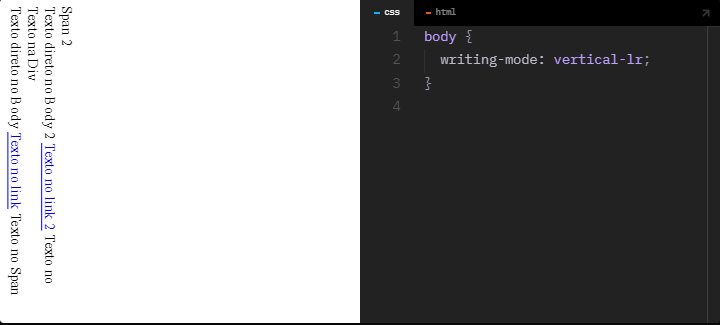 Texto direto no Body Texto no link Texto no Span
Texto na Div
Texto direto no Body 2 Texto no link 2 Texto no
Span 2
css
html
1 body {
2 writing-mode: vertical-lr;
3 }
4